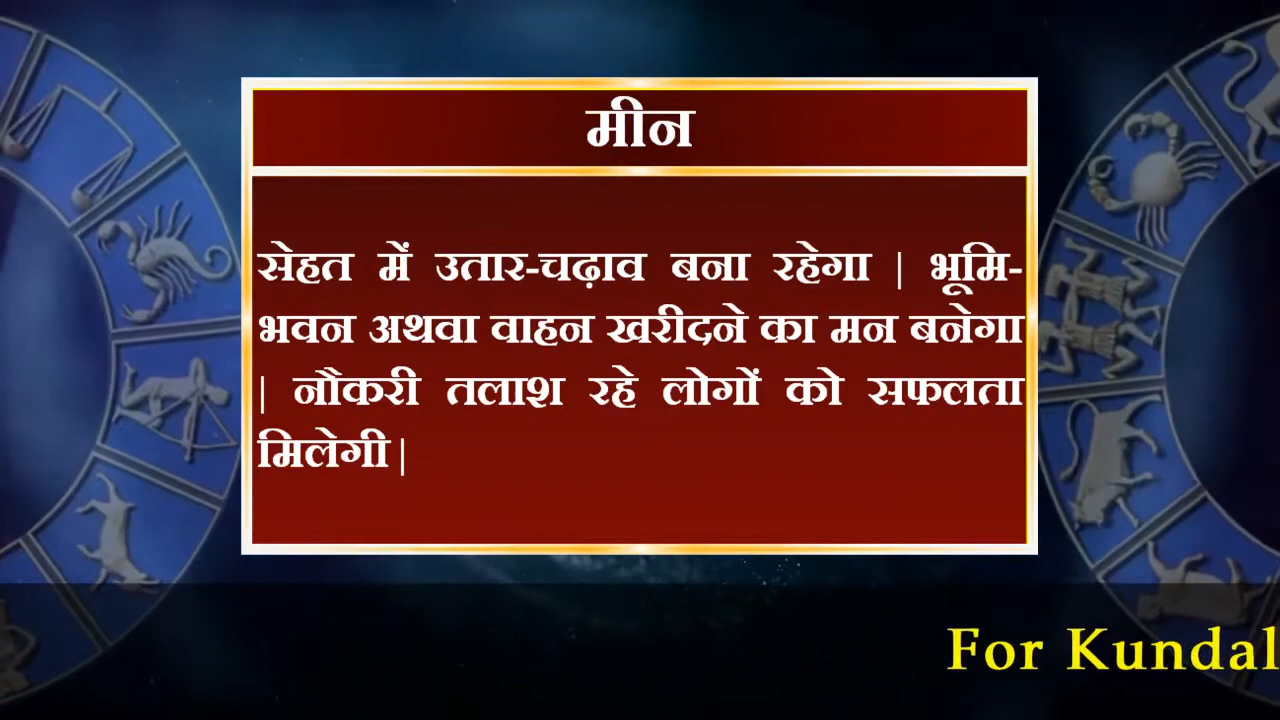 मीन
सेहत में उतार-चढ़ाव बना रहेगा | भूमि-
भवन अथवा वाहन खरीदने का मन बनेगा
| नौकरी तलाश रहे लोगों को सफलता
मिलेगी |
For Kundal